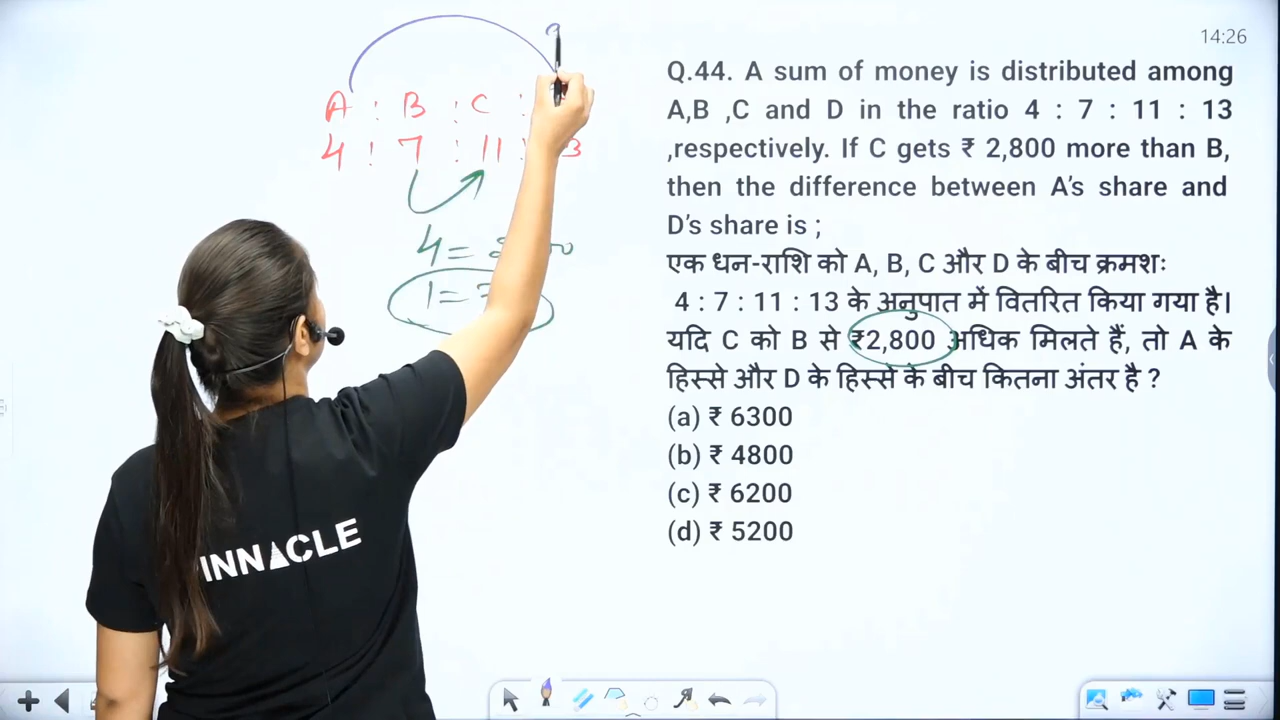 14:26
A : B : C :
4 : 7 : 11 :
4 =
1 =
Q.44. A sum of money is distributed among
A,B ,C and D in the ratio 4 : 7 : 11 : 13
,respectively. If C gets ₹ 2,800 more than B,
then the difference between A's share and
D's share is ;
एक धन-राशि को A, B, C और D के बीच क्रमशः
4 : 7 : 11 : 13 के अनुपात में वितरित किया गया है।
यदि C को B से ₹2,800 अधिक मिलते हैं, तो A के
हिस्से और D के हिस्से के बीच कितना अंतर है ?
(a) ₹ 6300
(b) ₹ 4800
(c) ₹ 6200
(d) ₹ 5200